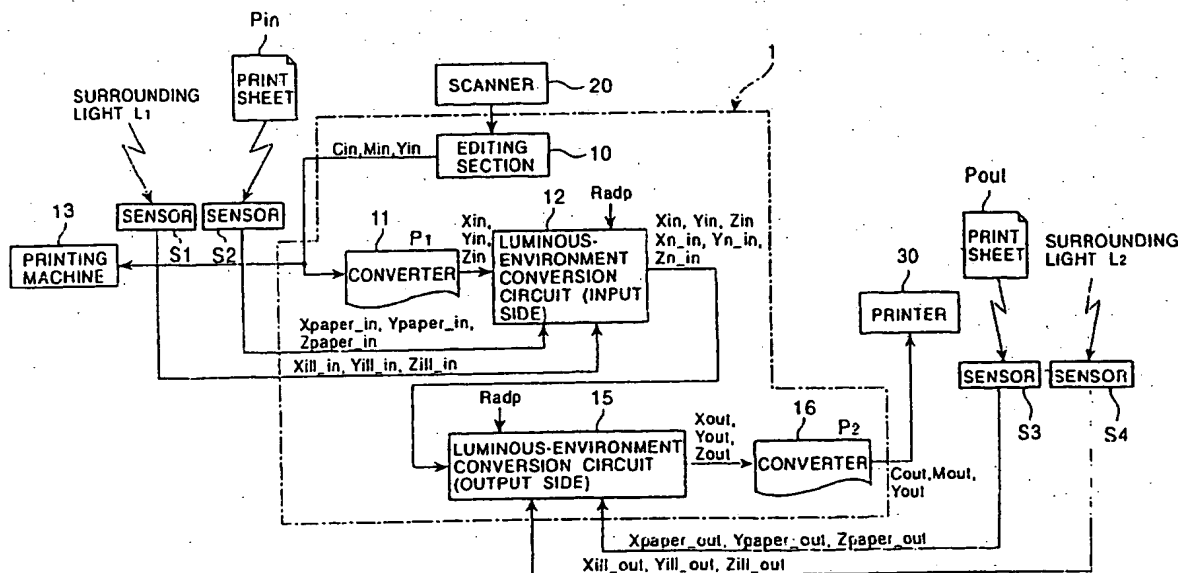 Pin
PRINT
SHEET
SURROUNDING
LIGHT L1
SCANNER
20
1
EDITING
SECTION
10
Cin,Min,Yin
SENSOR
SENSOR
S1
S2
13
PRINTING
MACHINE
11
P1
CONVERTER
Xin,
Yin,
Zin
12
Radp
LUMINOUS-
ENVIRONMENT
CONVERSION
CIRCUIT (INPUT
SIDE)
Xin, Yin, Zin
Xn_in, Yn_in,
Zn_in
Xpaper_in, Ypaper_in,
Zpaper_in
Xill_in, Yill_in, Zill_in
Pout
PRINT
SHEET
SURROUNDING
LIGHT L2
30
PRINTER
SENSOR
SENSOR
S3
S4
Radp
15
LUMINOUS-ENVIRONMENT
CONVERSION CIRCUIT
(OUTPUT SIDE)
Xout,
Yout,
Zout
16
P2
CONVERTER
Cout,Mout,
Yout
Xpaper_out, Ypaper_out, Zpaper_out
Xill_out, Yill_out, Zill_out